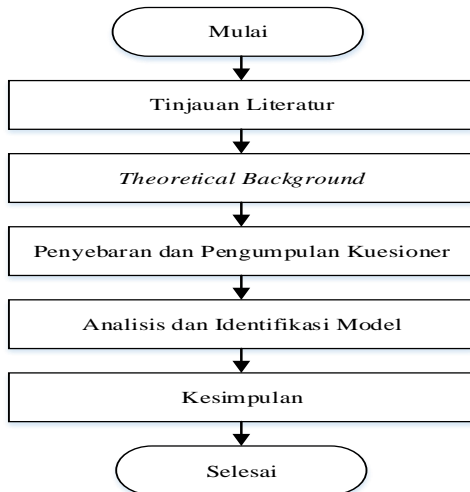 Mulai
Tinjauan Literatur
Theoretical Background
Penyebaran dan Pengumpulan Kuesioner
Analisis dan Identifikasi Model
Kesimpulan
Selesai